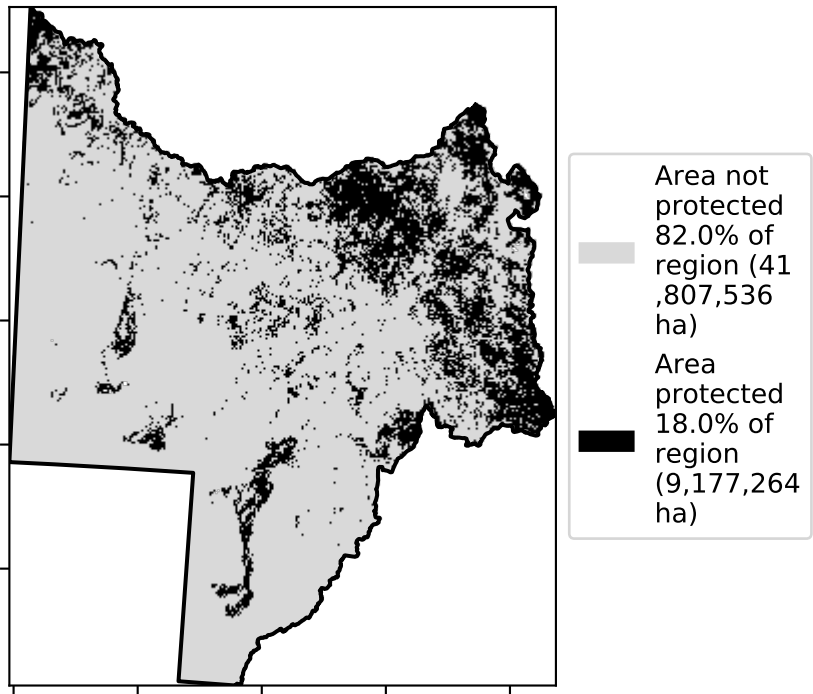 Area not
protected
82.0% of
region (41
,807,536
ha)
Area
protected
18.0% of
region
(9,177,264
ha)